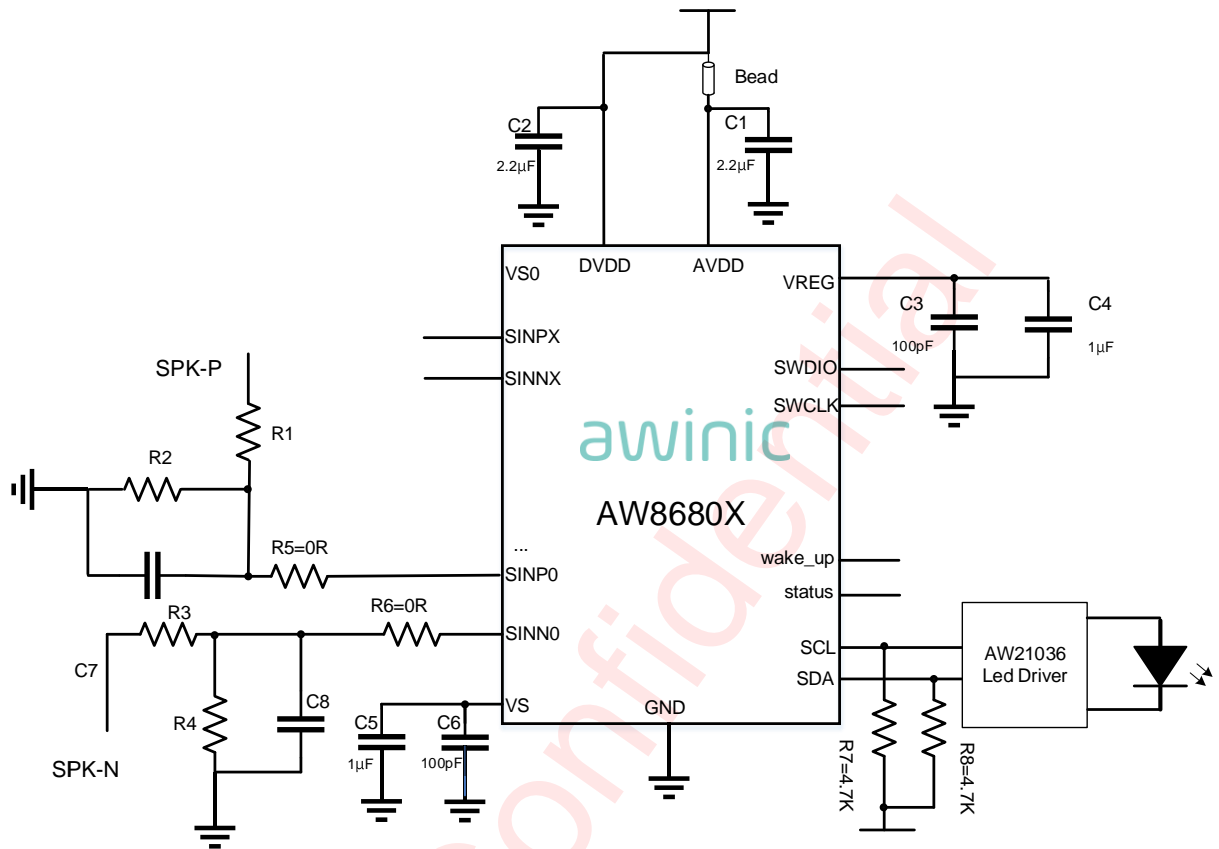 Bead
C2
2.2µF
C1
2.2µF
VS0
DVDD
AVDD
VREG
C3
100pF
C4
1µF
SINPX
SINNX
SWDIO
SWCLK
SPK-P
R1
R2
awinic
AW8680X
...
R5=0R
SINP0
wake_up
status
R3
R6=0R
SINN0
SCL
SDA
AW21036
Led Driver
C7
R4
C8
VS
GND
C5
1µF
C6
100pF
SPK-N
R7=4.7K
R8=4.7K
onfidential